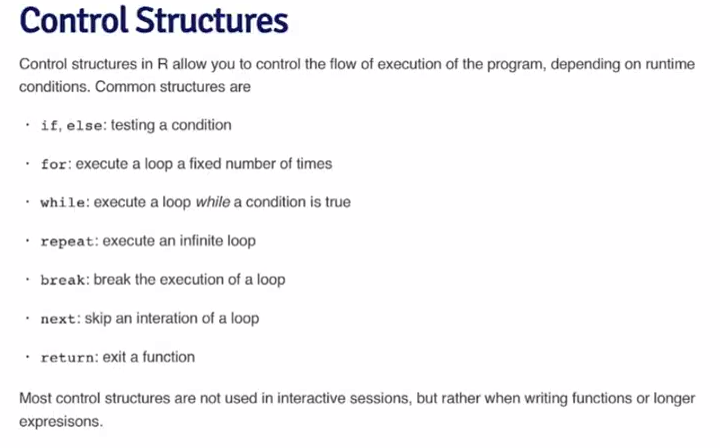 Control Structures
Control structures in R allow you to control the flow of execution of the program, depending on runtime
conditions. Common structures are
· if, else: testing a condition
· for: execute a loop a fixed number of times
· while: execute a loop while a condition is true
· repeat: execute an infinite loop
· break: break the execution of a loop
· next: skip an interation of a loop
· return: exit a function
Most control structures are not used in interactive sessions, but rather when writing functions or longer
expresisons.